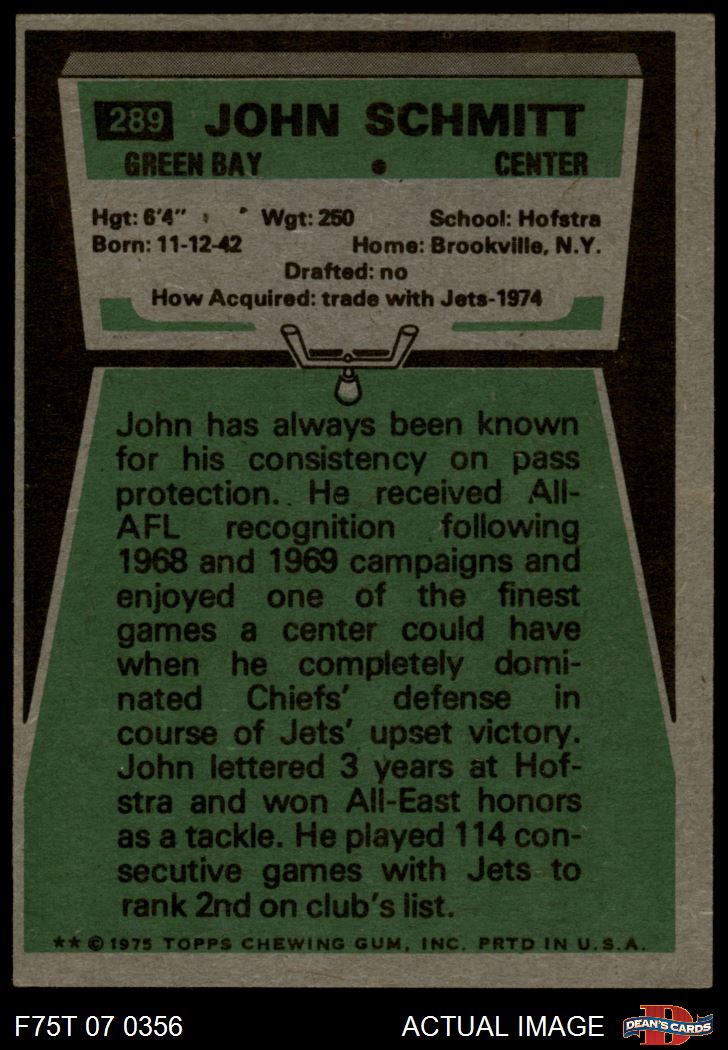 289 JOHN SCHMITT
GREEN BAY • CENTER
Hgt: 6'4" Wgt: 250 School: Hofstra
Born: 11-12-42 Home: Brookville, N.Y.
Drafted: no
How Acquired: trade with Jets-1974
John has always been known
for his consistency on pass
protection. He received All-
AFL recognition following
1968 and 1969 campaigns and
enjoyed one of the finest
games a center could have
when he completely domi-
nated Chiefs' defense in
course of Jets' upset victory.
John lettered 3 years at Hof-
stra and won All-East honors
as a tackle. He played 114 con-
secutive games with Jets to
rank 2nd on club's list.
** © 1975 TOPPS CHEWING GUM, INC. PRTD IN U.S.A.
F75T 07 0356 ACTUAL IMAGE D DEAN'S CARDS